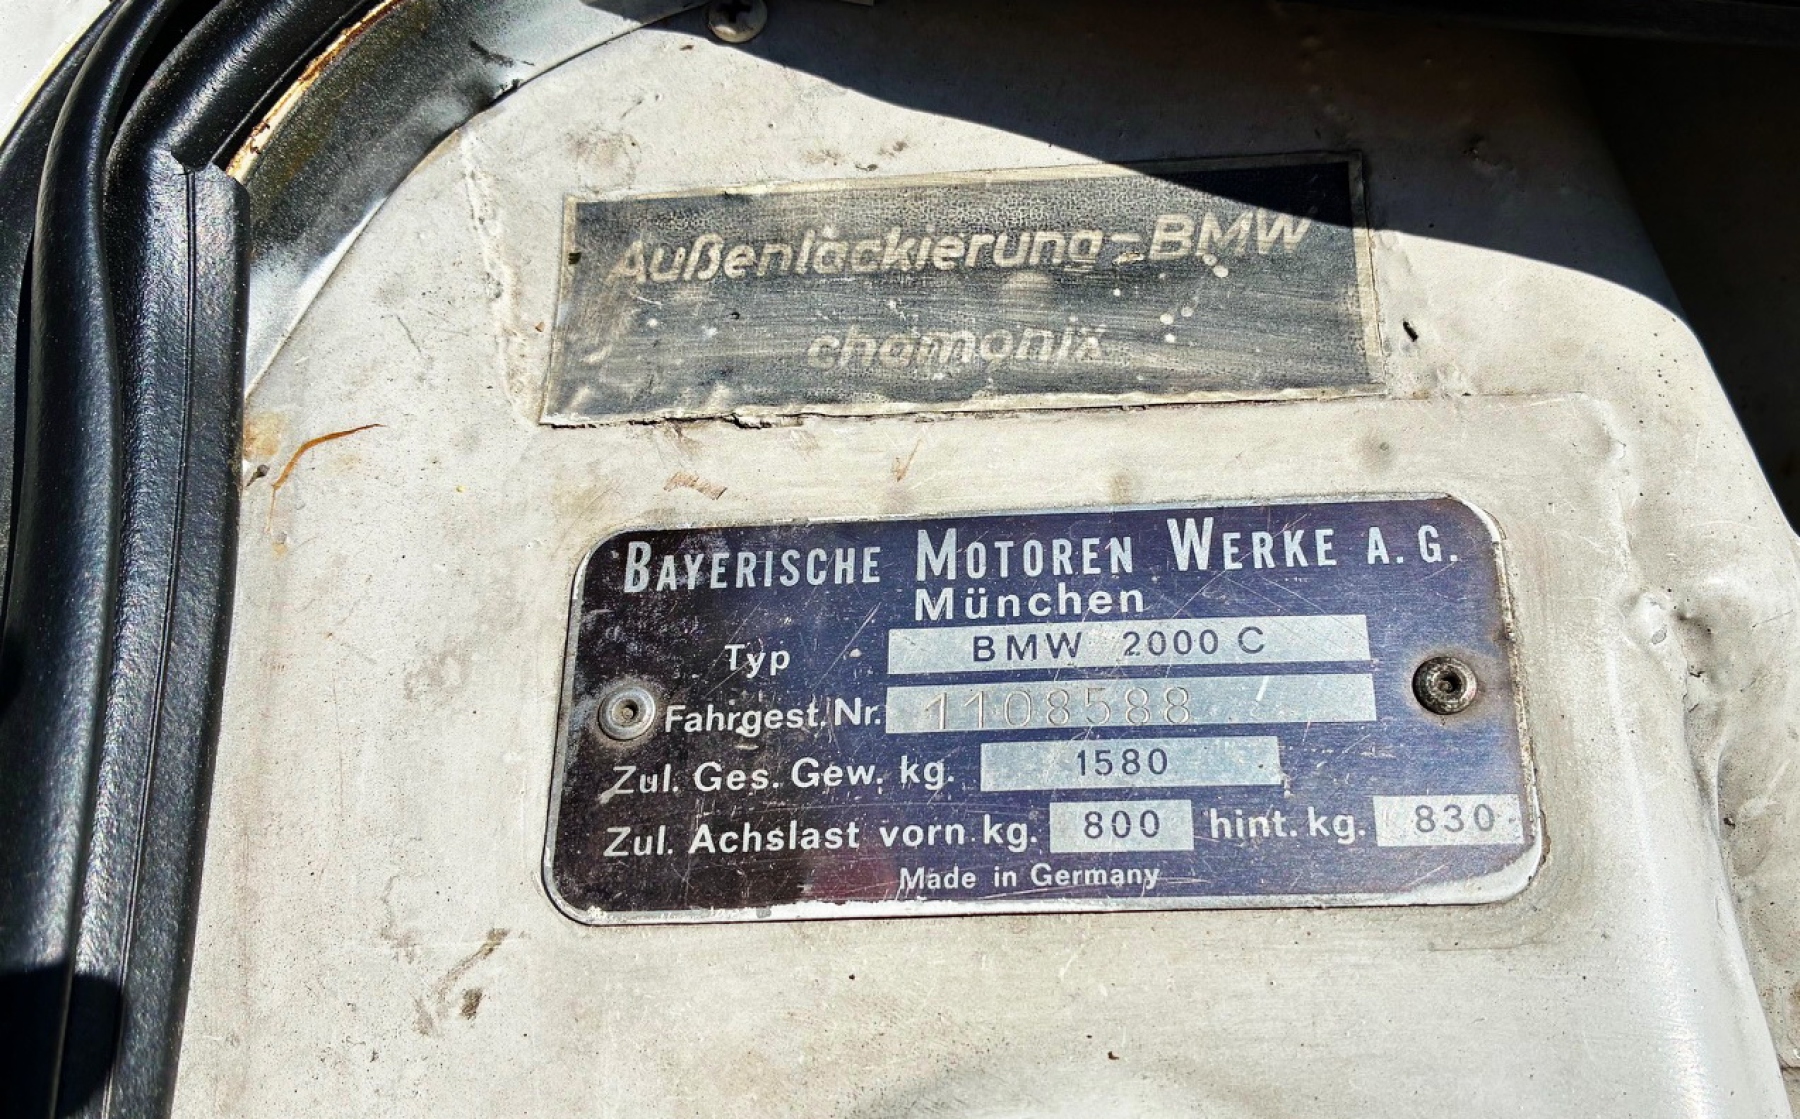 Außenlackierung-BMW
chamonix
BAYERISCHE MOTOREN WERKE A.G.
München
Typ BMW 2000 C
Fahrgest. Nr. 1108588
Zul. Ges. Gew. kg. 1580
Zul. Achslast vorn kg. 800 hint. kg. 830
Made in Germany